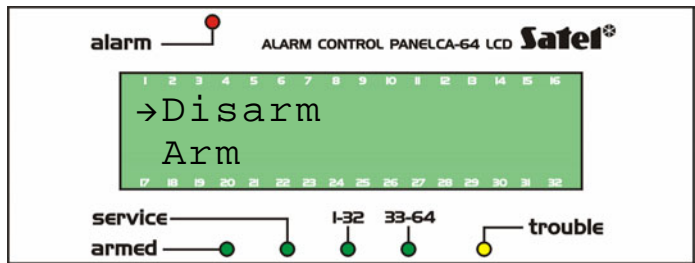 alarm ALARM CONTROL PANELCA-64 LCD Satel®
1 2 3 4 5 6 7 8 9 10 11 12 13 14 15 16
→Disarm
Arm
17 18 19 20 21 22 23 24 25 26 27 28 29 30 31 32
service 1-32 33-64 trouble
armed